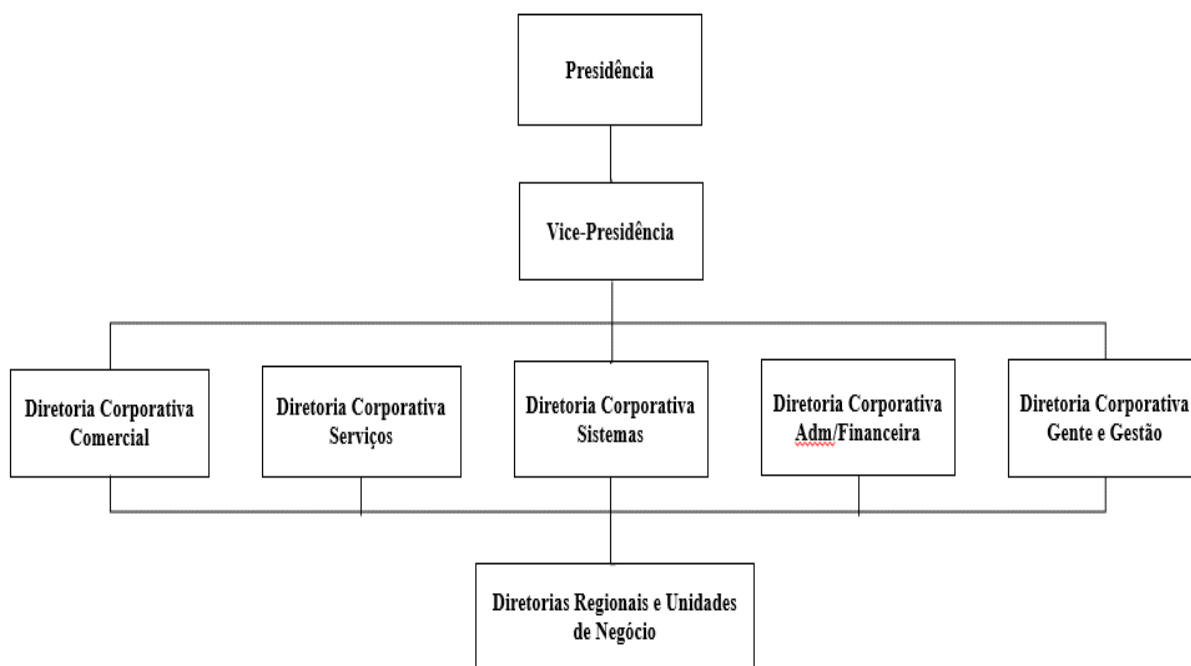 Presidência
Vice-Presidência
Diretoria Corporativa
Comercial
Diretoria Corporativa
Serviços
Diretoria Corporativa
Sistemas
Diretoria Corporativa
Adm/Financeira
Diretoria Corporativa
Gente e Gestão
Diretorias Regionais e Unidades
de Negócio